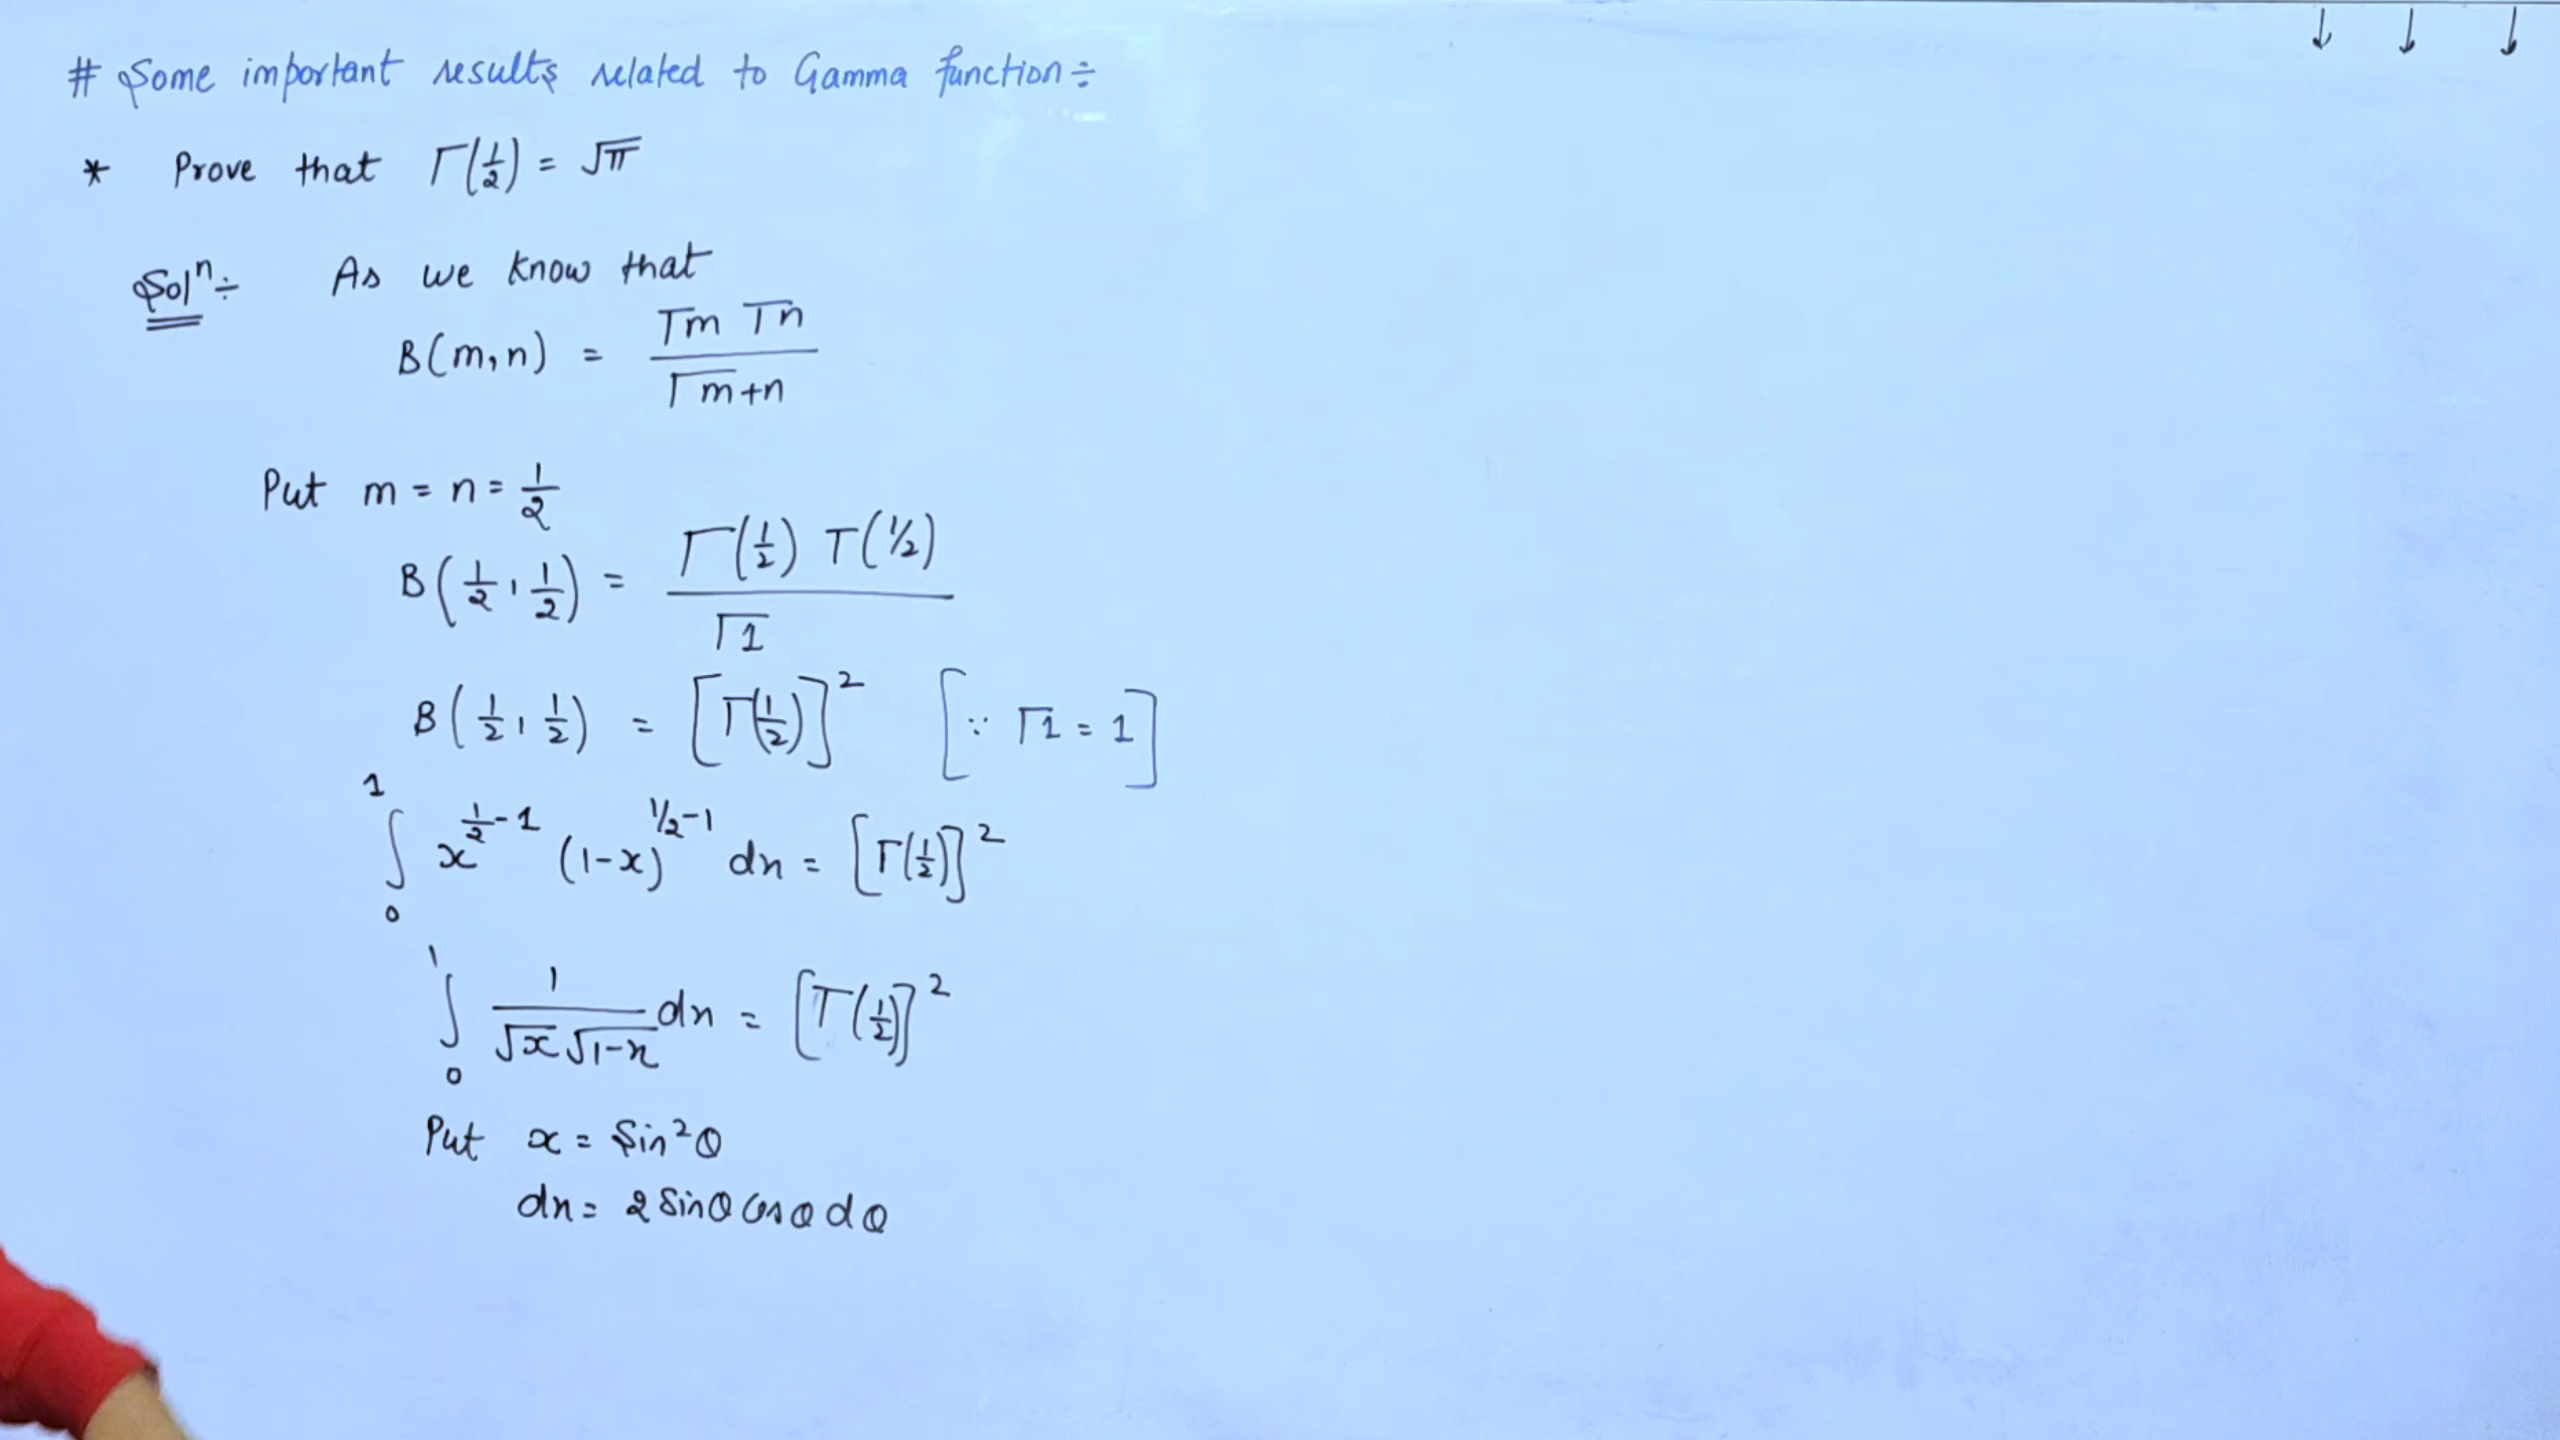 # Some important results related to Gamma function ÷
* Prove that Γ(1/2) = √π
Solⁿ ÷ As we know that
B(m,n) = Γm Γn / Γm+n
Put m = n = 1/2
B(1/2, 1/2) = Γ(1/2) Γ(1/2) / Γ1
B(1/2, 1/2) = [Γ(1/2)]² [∵ Γ1 = 1]
∫₀¹ x^(1/2-1) (1-x)^(1/2-1) dx = [Γ(1/2)]²
∫₀¹ 1/(√x √1-x) dx = [Γ(1/2)]²
Put x = Sin²θ
dx = 2 Sinθ Cosθ dθ